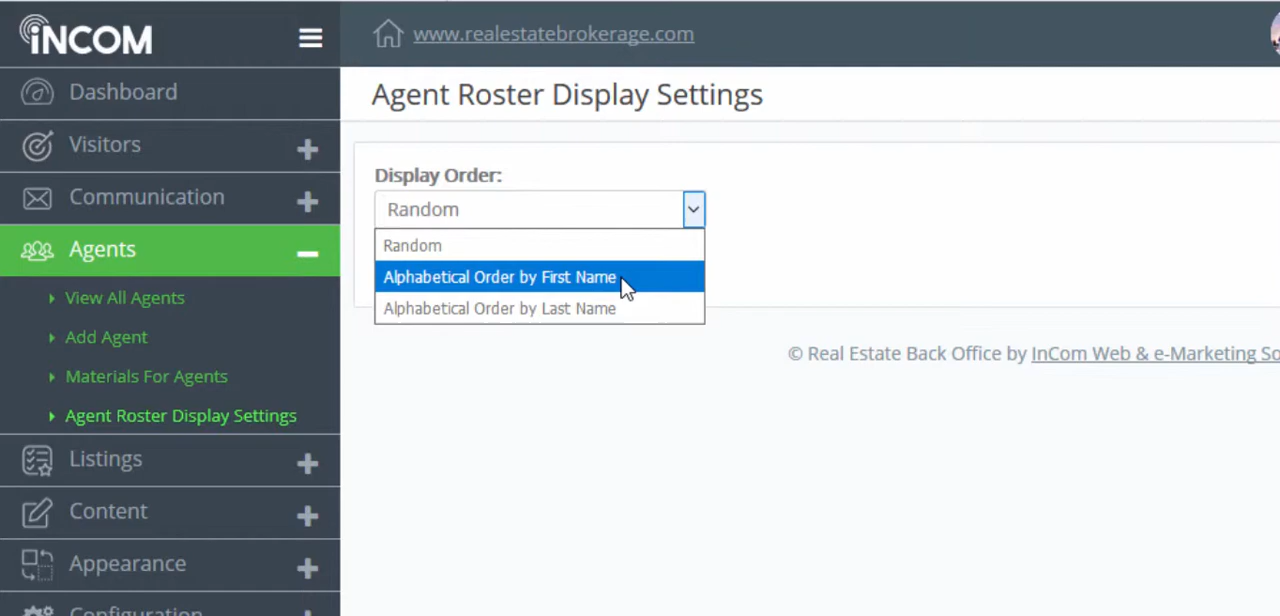 iNCOM
www.realestatebrokerage.com
Dashboard
Visitors
Communication
Agents
View All Agents
Add Agent
Materials For Agents
Agent Roster Display Settings
Listings
Content
Appearance
Configuration
Agent Roster Display Settings
Display Order:
Random
Random
Alphabetical Order by First Name
Alphabetical Order by Last Name
© Real Estate Back Office by InCom Web & e-Marketing So